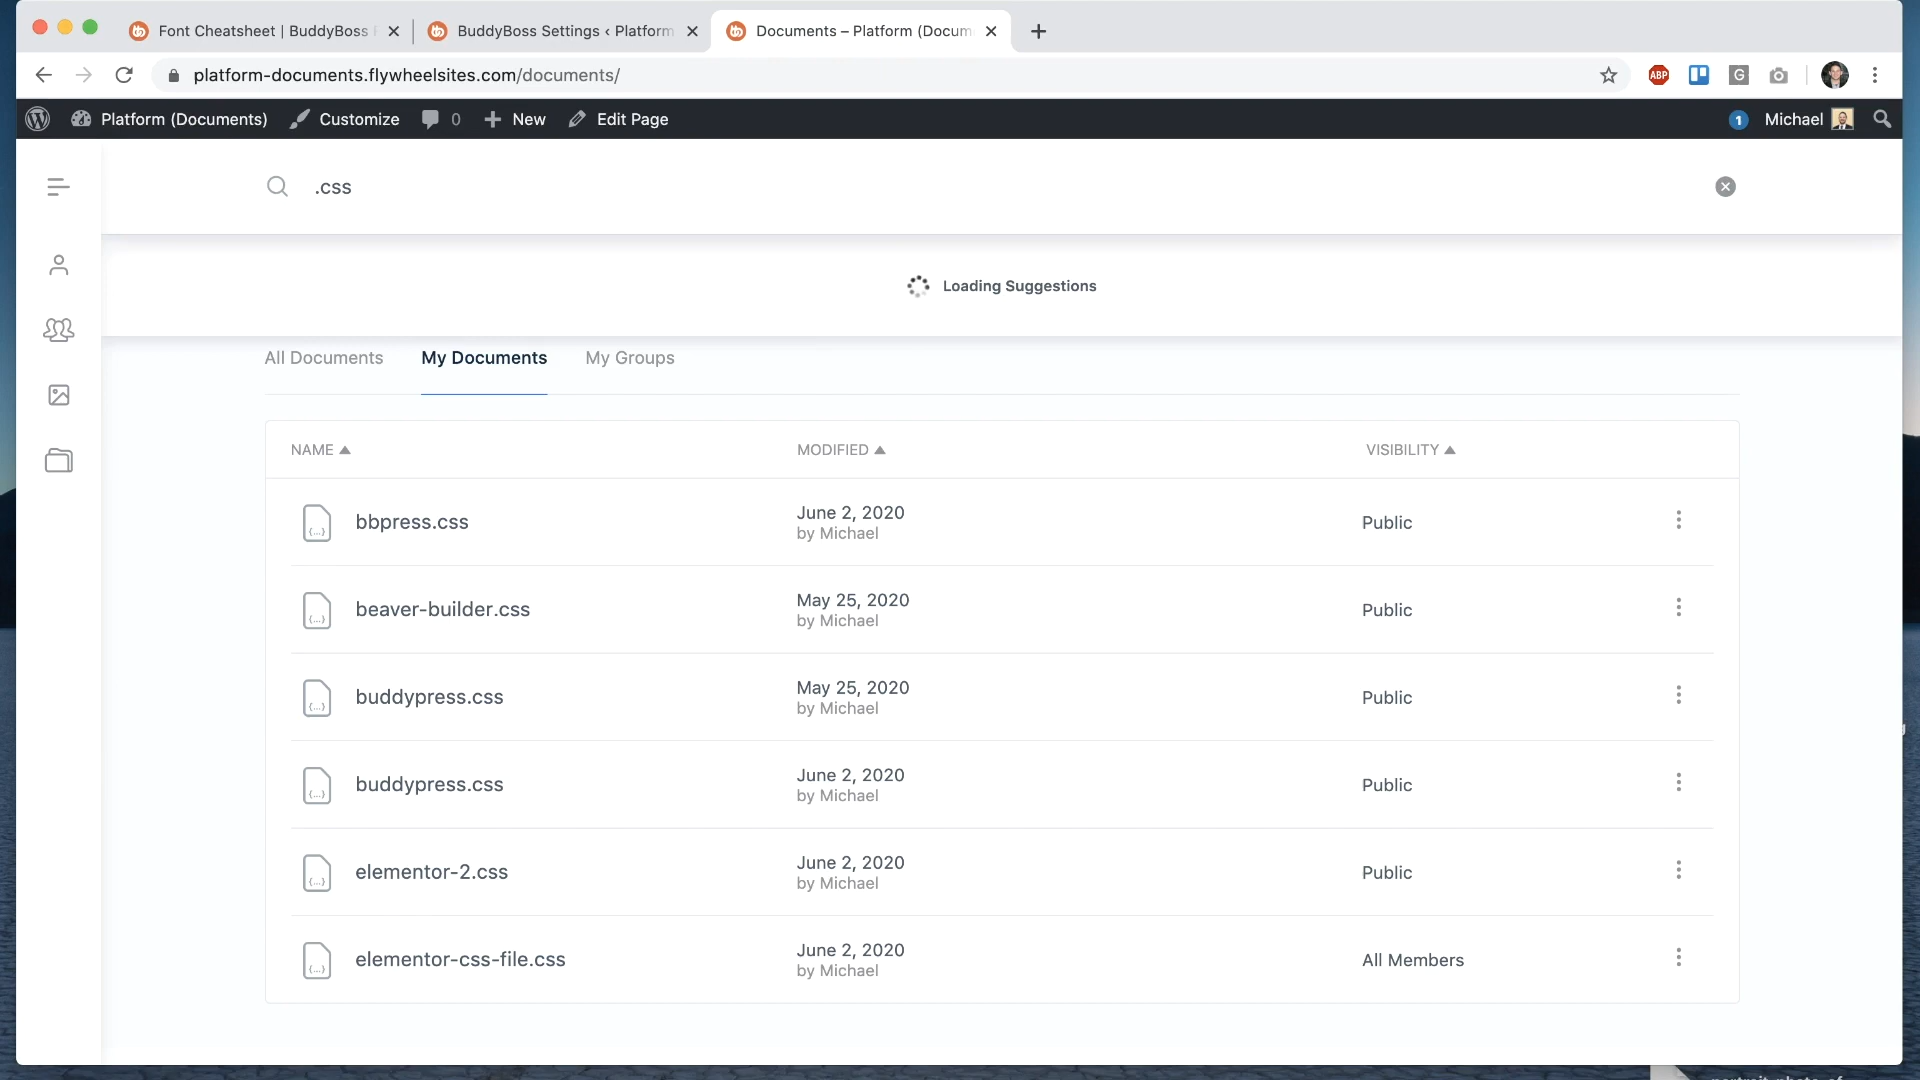 Font Cheatsheet | BuddyBoss
BuddyBoss Settings ‹ Platform
Documents – Platform (Docum
platform-documents.flywheelsites.com/documents/
ABP
G
Platform (Documents)
Customize
0
New
Edit Page
1
Michael
.css
Loading Suggestions
All Documents
My Documents
My Groups
NAME
MODIFIED
VISIBILITY
{...}
bbpress.css
June 2, 2020
by Michael
Public
{...}
beaver-builder.css
May 25, 2020
by Michael
Public
{...}
buddypress.css
May 25, 2020
by Michael
Public
{...}
buddypress.css
June 2, 2020
by Michael
Public
{...}
elementor-2.css
June 2, 2020
by Michael
Public
{...}
elementor-css-file.css
June 2, 2020
by Michael
All Members